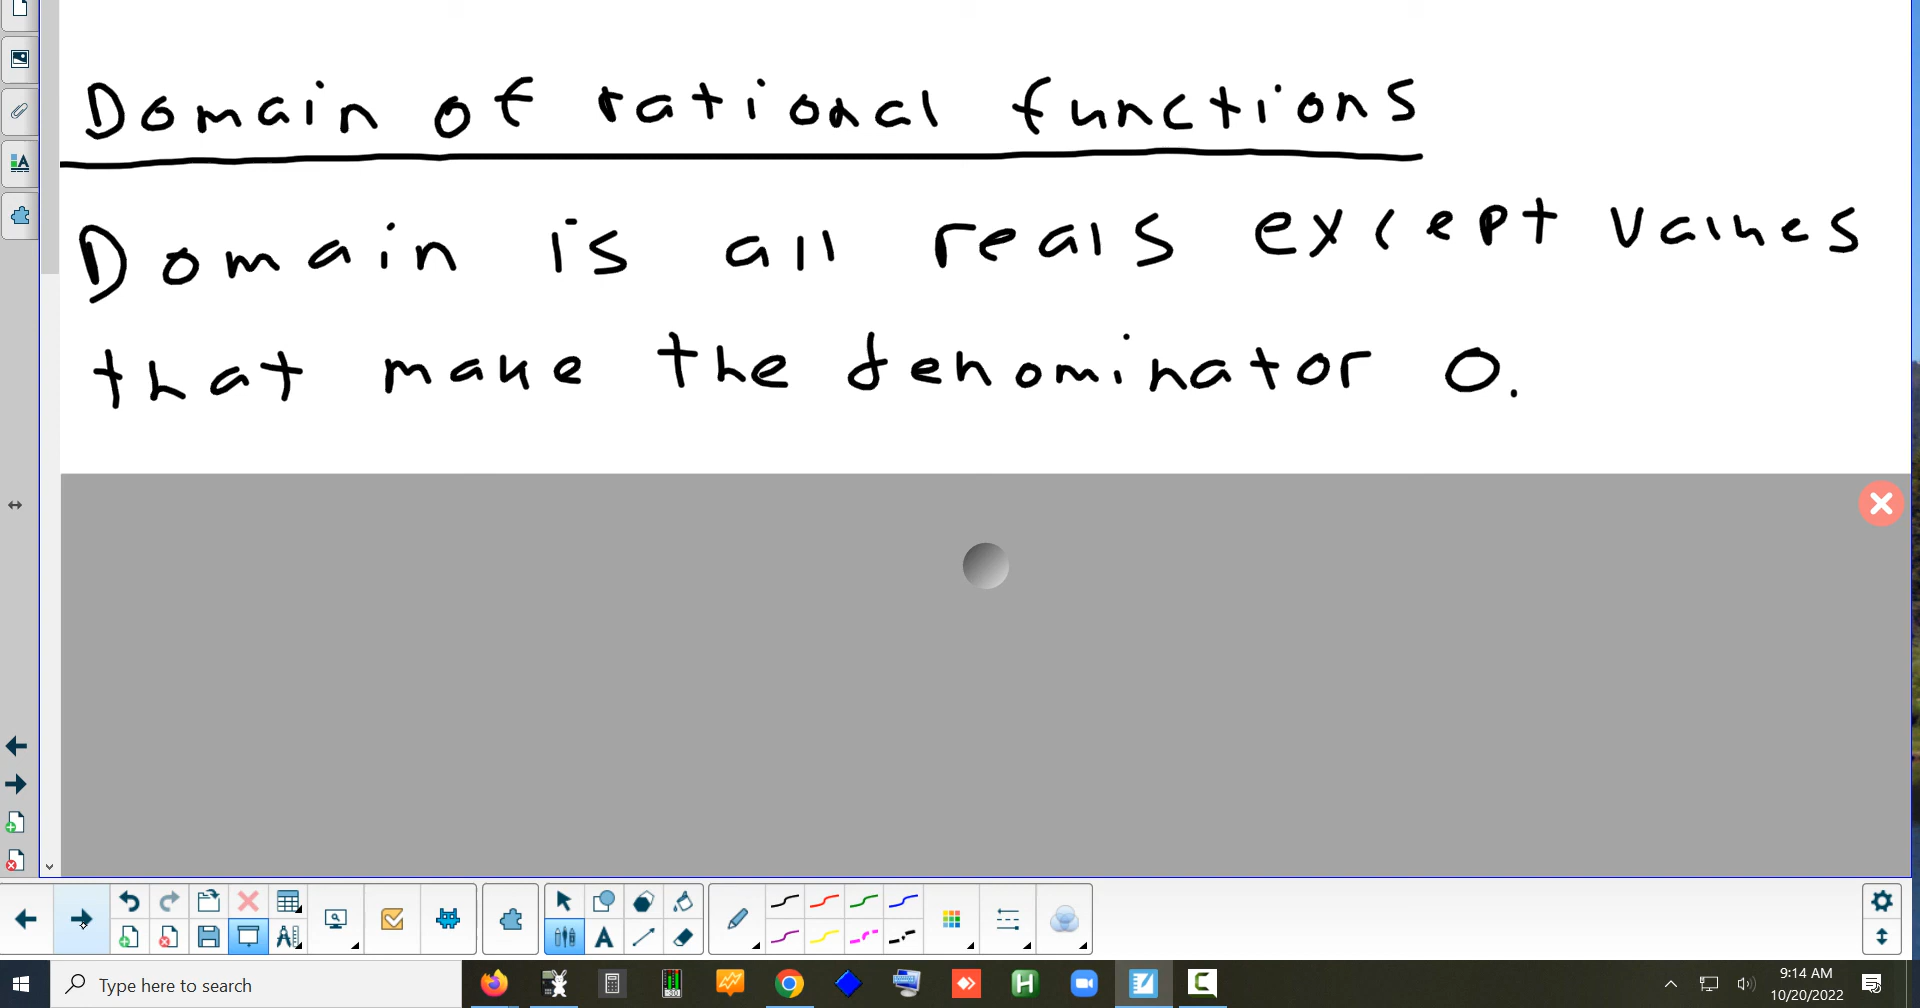 Domain of rational functions
Domain is all reals except values
that make the denominator 0.
Type here to search
9:14 AM
10/20/2022